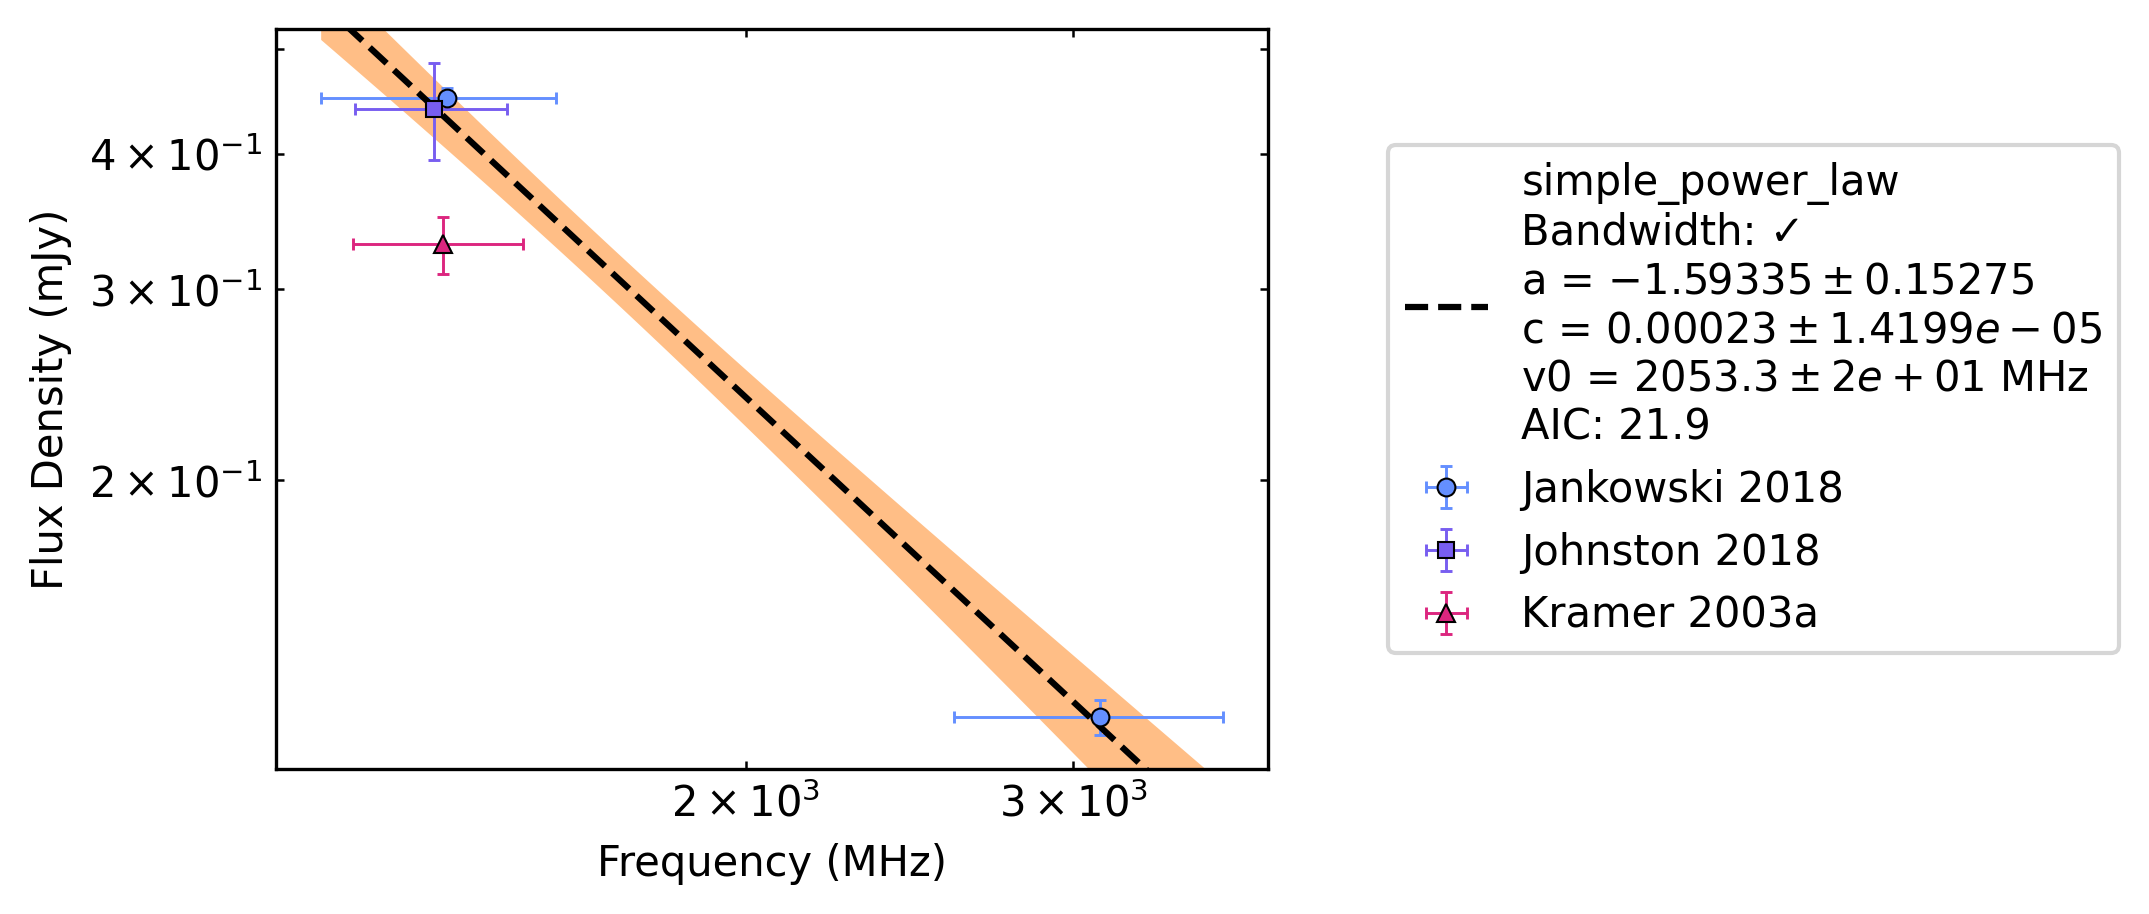 4 × 10⁻¹
3 × 10⁻¹
2 × 10⁻¹
Flux Density (mJy)
2 × 10³
3 × 10³
Frequency (MHz)
simple_power_law
Bandwidth: ✓
a = −1.59335 ± 0.15275
c = 0.00023 ± 1.4199e − 05
v0 = 2053.3 ± 2e + 01 MHz
AIC: 21.9
Jankowski 2018
Johnston 2018
Kramer 2003a